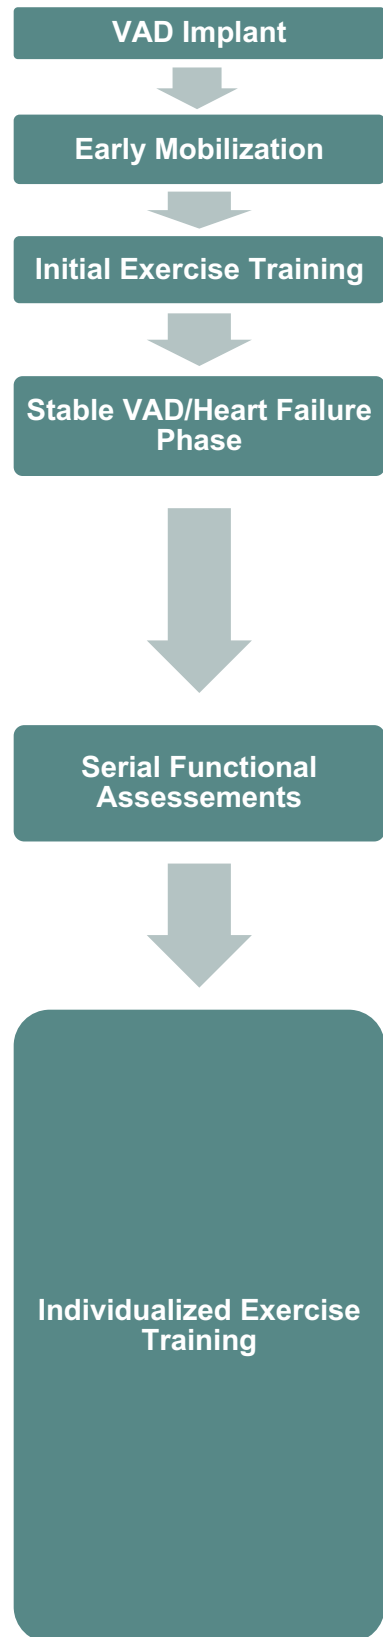 VAD Implant
Early Mobilization
Initial Exercise Training
Stable VAD/Heart Failure
Phase
Serial Functional
Assessements
Individualized Exercise
Training